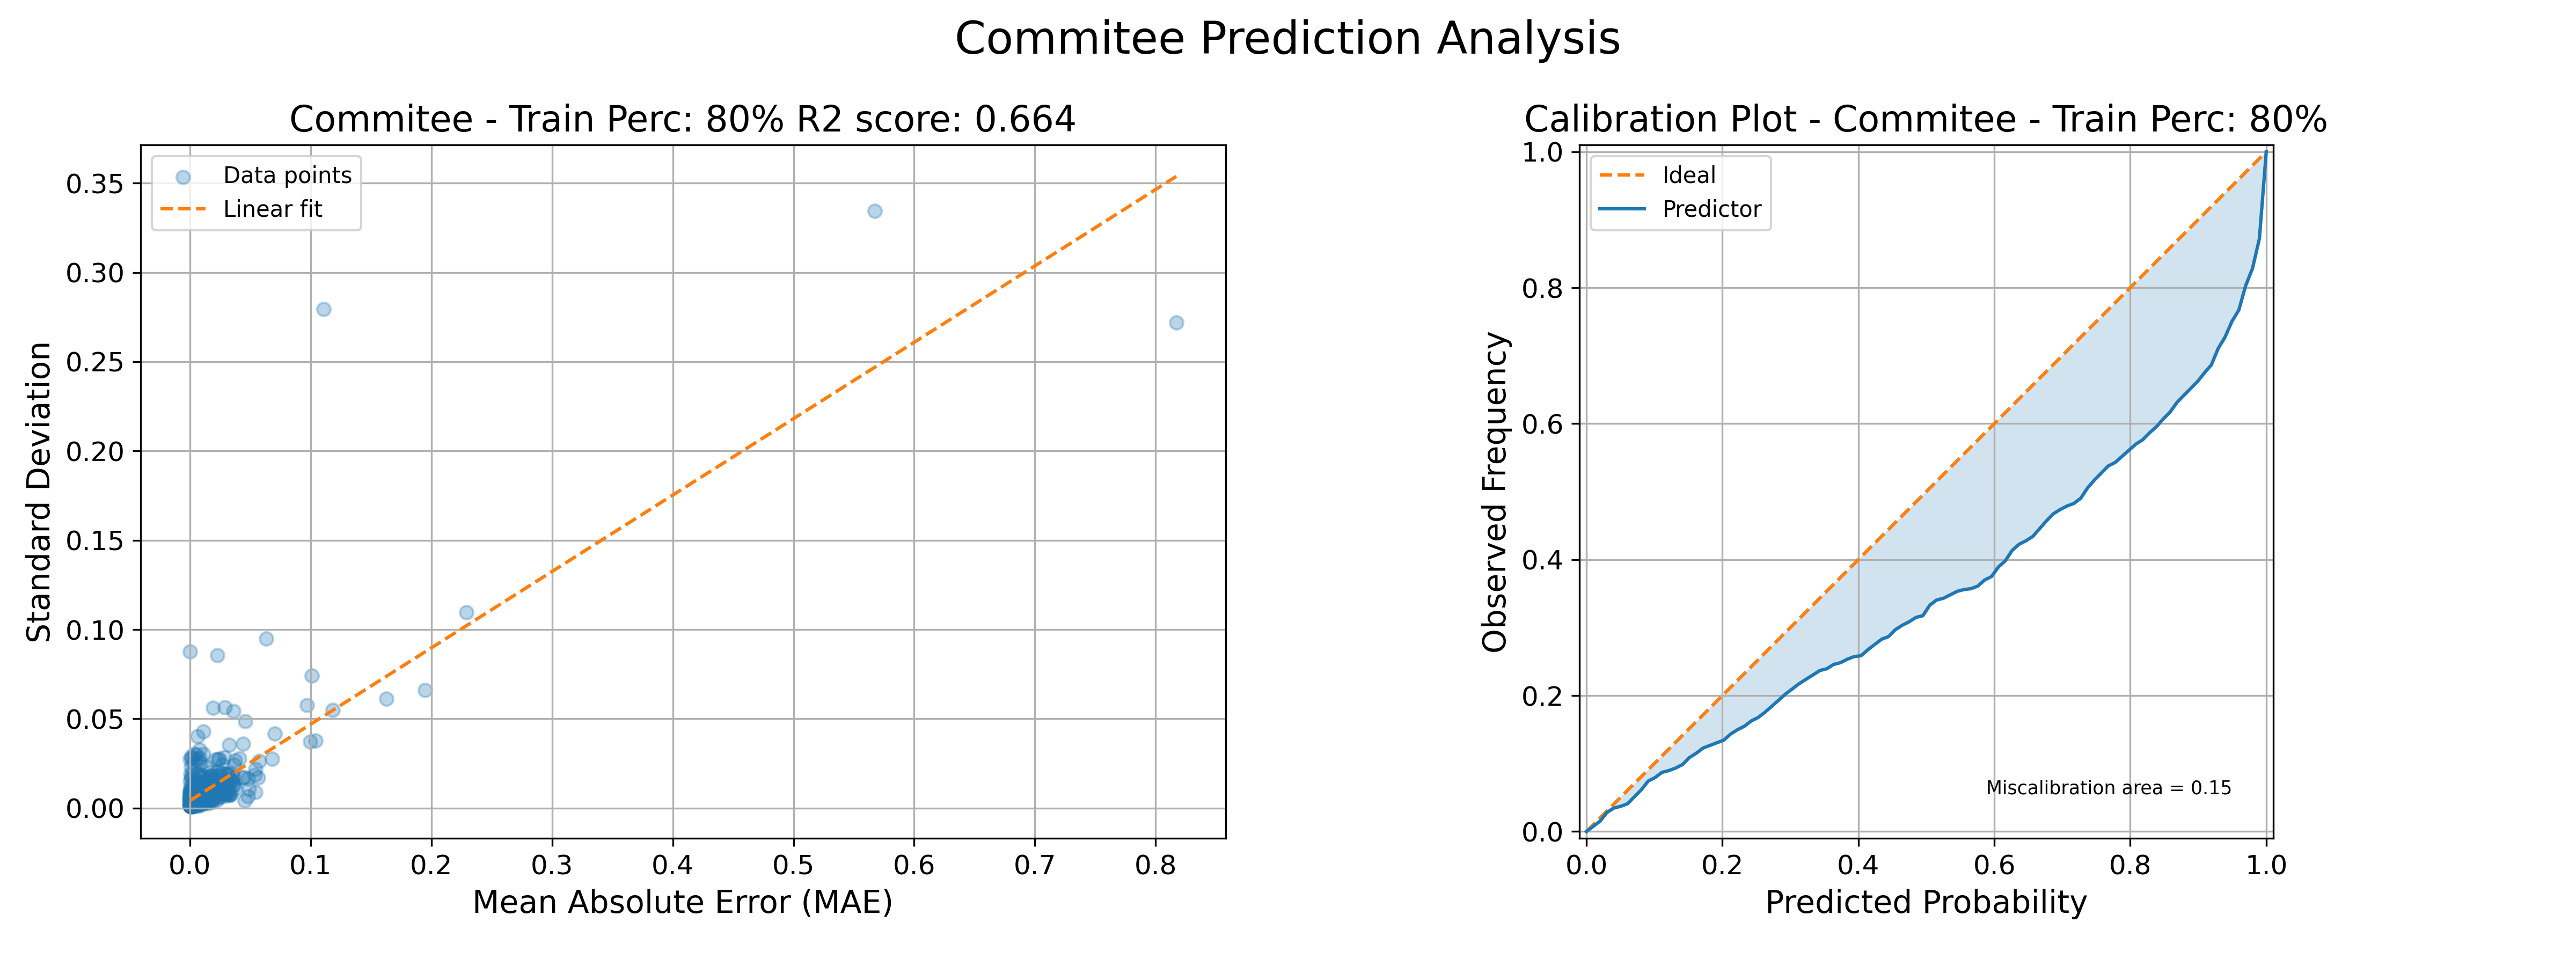 Commitee Prediction Analysis
Commitee - Train Perc: 80% R2 score: 0.664
Data points
Linear fit
0.35
0.30
0.25
0.20
0.15
0.10
0.05
0.00
Standard Deviation
0.0 0.1 0.2 0.3 0.4 0.5 0.6 0.7 0.8
Mean Absolute Error (MAE)
Calibration Plot - Commitee - Train Perc: 80%
Ideal
Predictor
1.0
0.8
0.6
0.4
0.2
0.0
Observed Frequency
Miscalibration area = 0.15
0.0 0.2 0.4 0.6 0.8 1.0
Predicted Probability